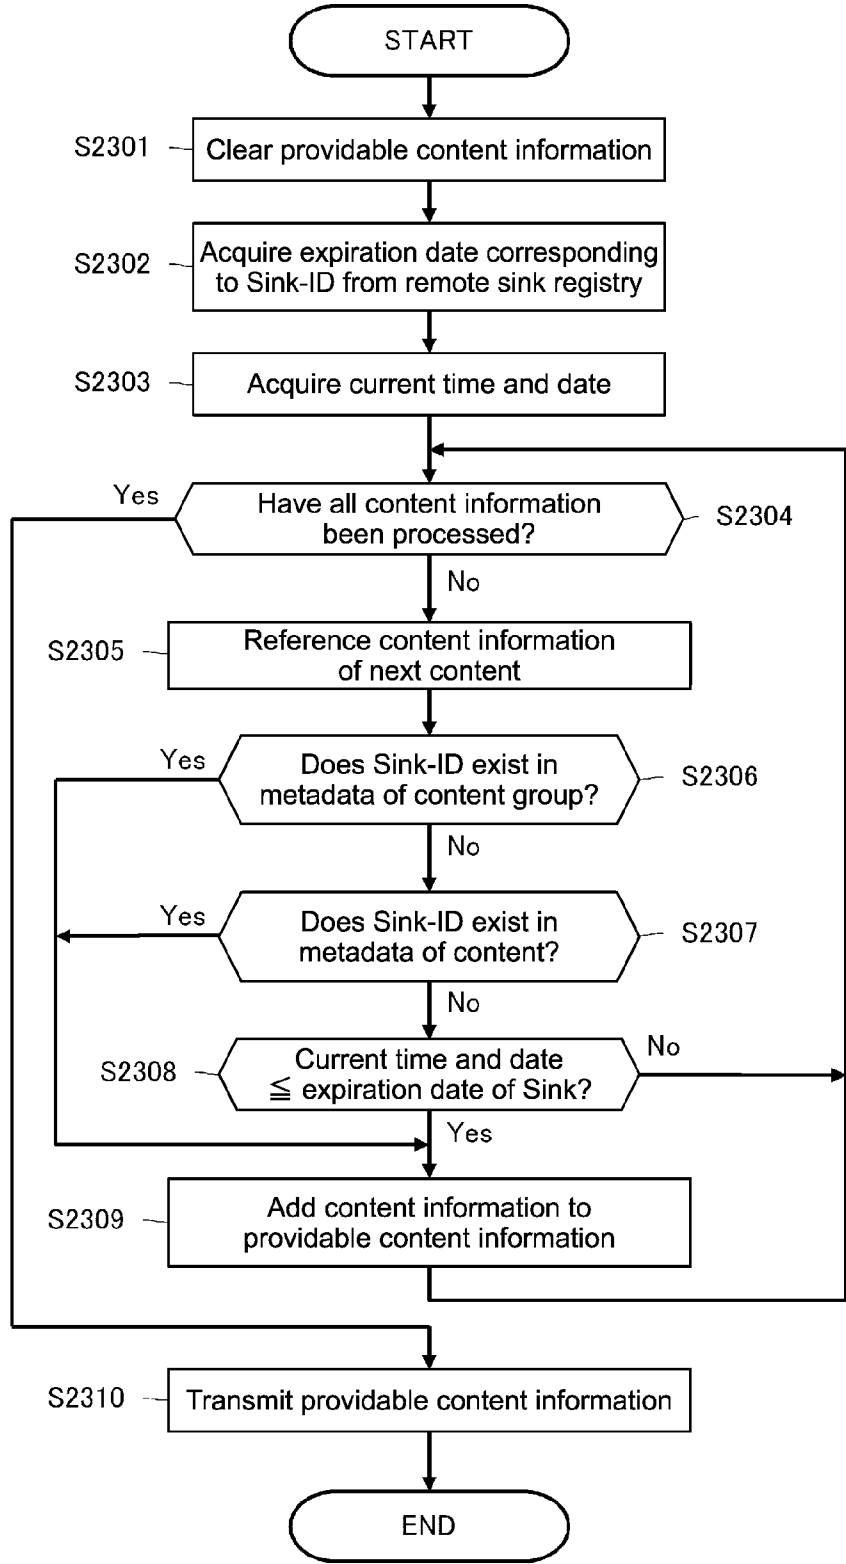 START
S2301
Clear providable content information
S2302
Acquire expiration date corresponding
to Sink-ID from remote sink registry
S2303
Acquire current time and date
Yes
Have all content information
been processed?
S2304
No
S2305
Reference content information
of next content
Yes
Does Sink-ID exist in
metadata of content group?
S2306
No
Yes
Does Sink-ID exist in
metadata of content?
S2307
No
S2308
Current time and date
≦ expiration date of Sink?
No
Yes
S2309
Add content information to
providable content information
S2310
Transmit providable content information
END